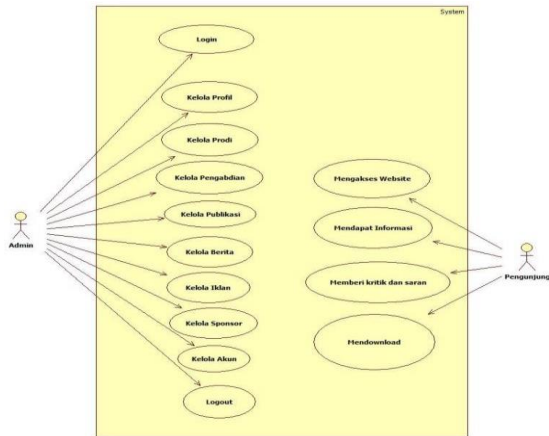 System
Login
Kelola Profil
Kelola Prodi
Kelola Pengabdian
Kelola Publikasi
Kelola Berita
Kelola Iklan
Kelola Sponsor
Kelola Akun
Logout
Admin
Mengakses Website
Mendapat Informasi
Memberi kritik dan saran
Mendownload
Pengunjung